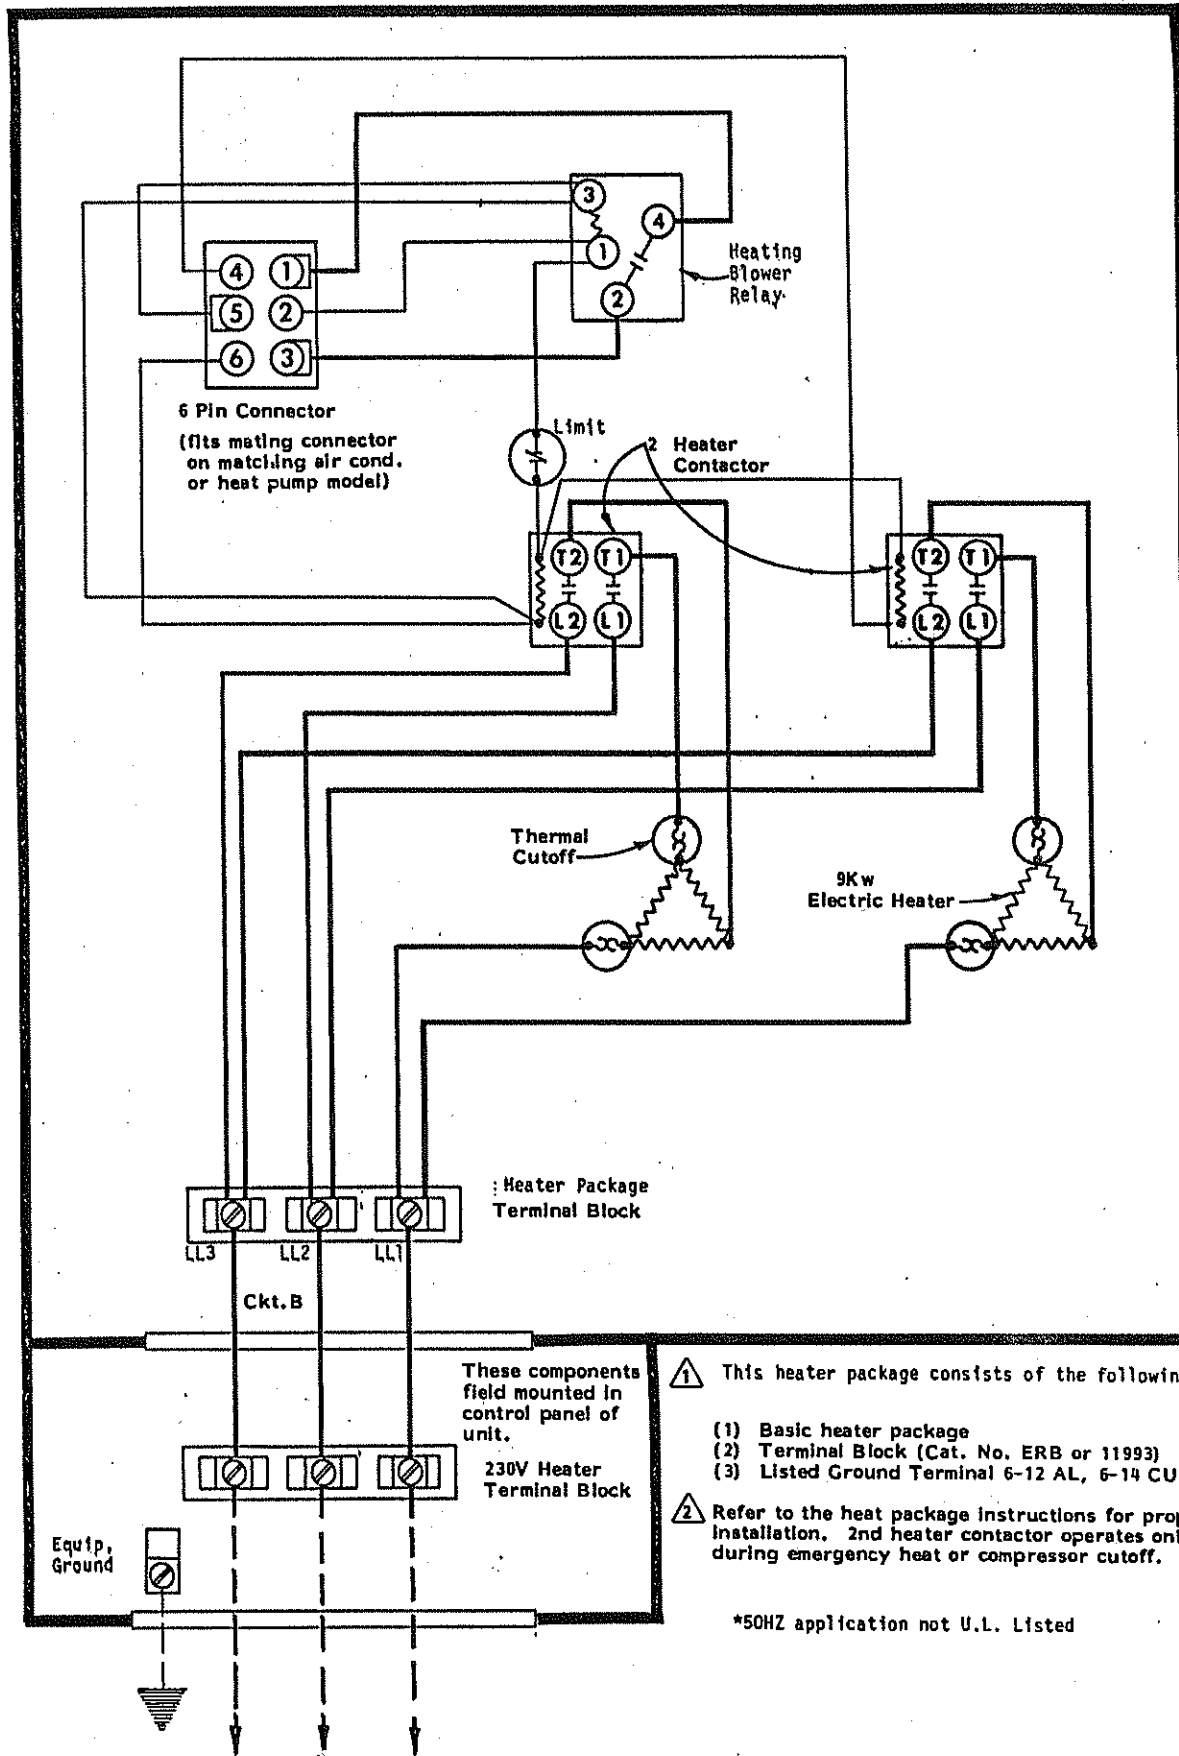 3
4
1
2
Heating
Blower
Relay
4 1
5 2
6 3
6 Pin Connector
(fits mating connector
on matching air cond.
or heat pump model)
Limit
2 Heater
Contactor
T2 T1
L2 L1
T2 T1
L2 L1
Thermal
Cutoff
9Kw
Electric Heater
Heater Package
Terminal Block
LL3 LL2 LL1
Ckt.B
These components
field mounted in
control panel of
unit.
230V Heater
Terminal Block
Equip.
Ground
1 This heater package consists of the followin
(1) Basic heater package
(2) Terminal Block (Cat. No. ERB or 11993)
(3) Listed Ground Terminal 6-12 AL, 6-14 CU
2 Refer to the heat package instructions for prop
installation. 2nd heater contactor operates onl
during emergency heat or compressor cutoff.
*50HZ application not U.L. Listed